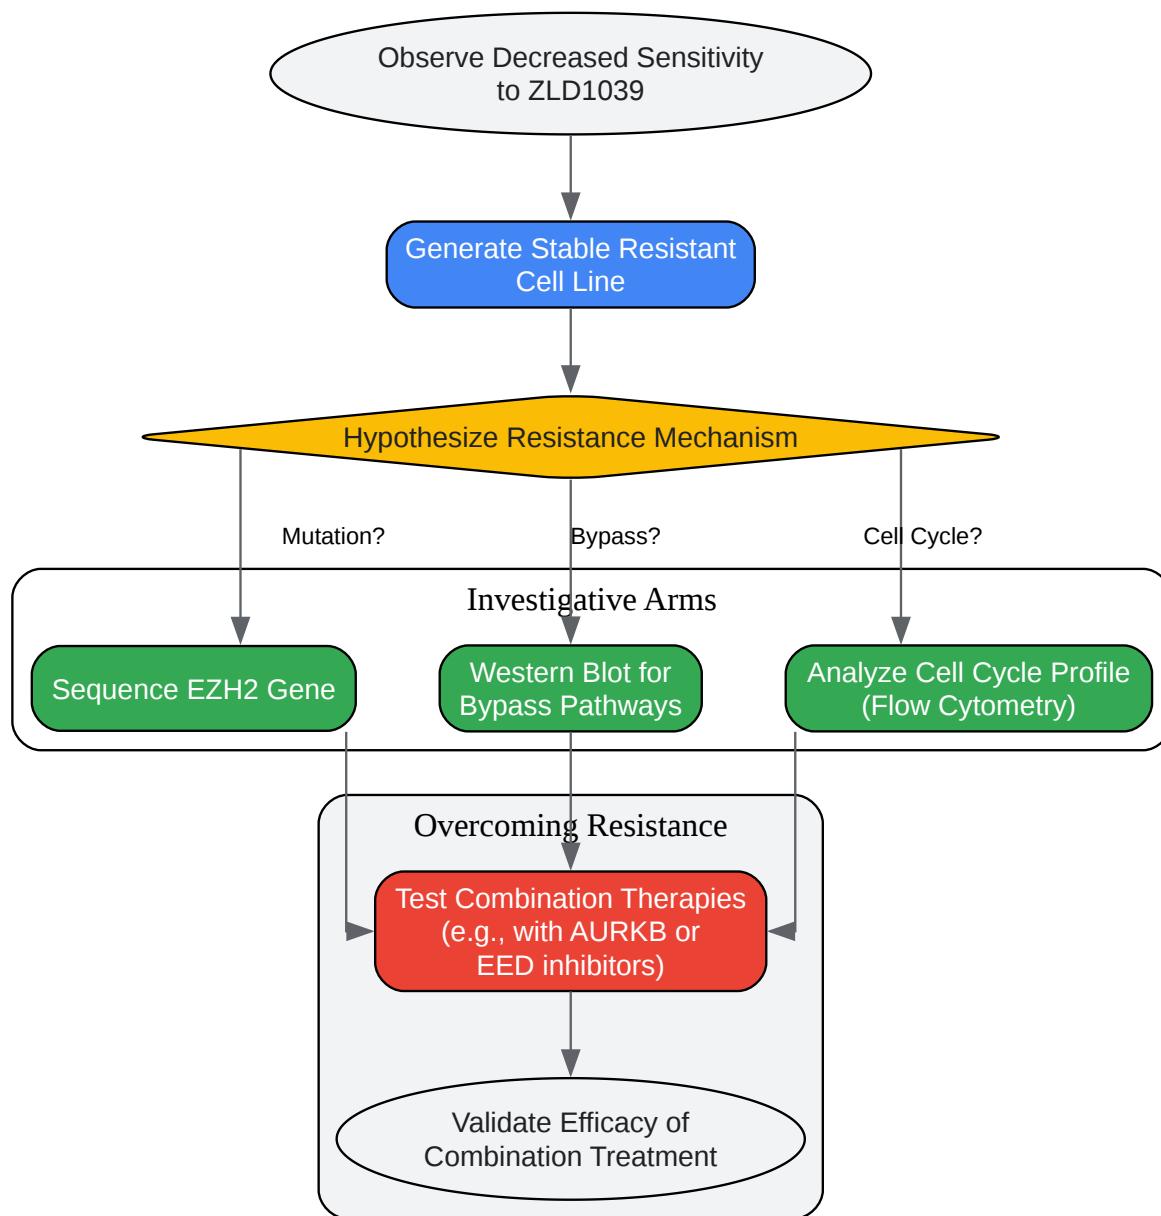 Observe Decreased Sensitivity
to ZLD1039
Generate Stable Resistant
Cell Line
Hypothesize Resistance Mechanism
Mutation?
Bypass?
Cell Cycle?
Investigative Arms
Sequence EZH2 Gene
Western Blot for
Bypass Pathways
Analyze Cell Cycle Profile
(Flow Cytometry)
Overcoming Resistance
Test Combination Therapies
(e.g., with AURKB or
EED inhibitors)
Validate Efficacy of
Combination Treatment